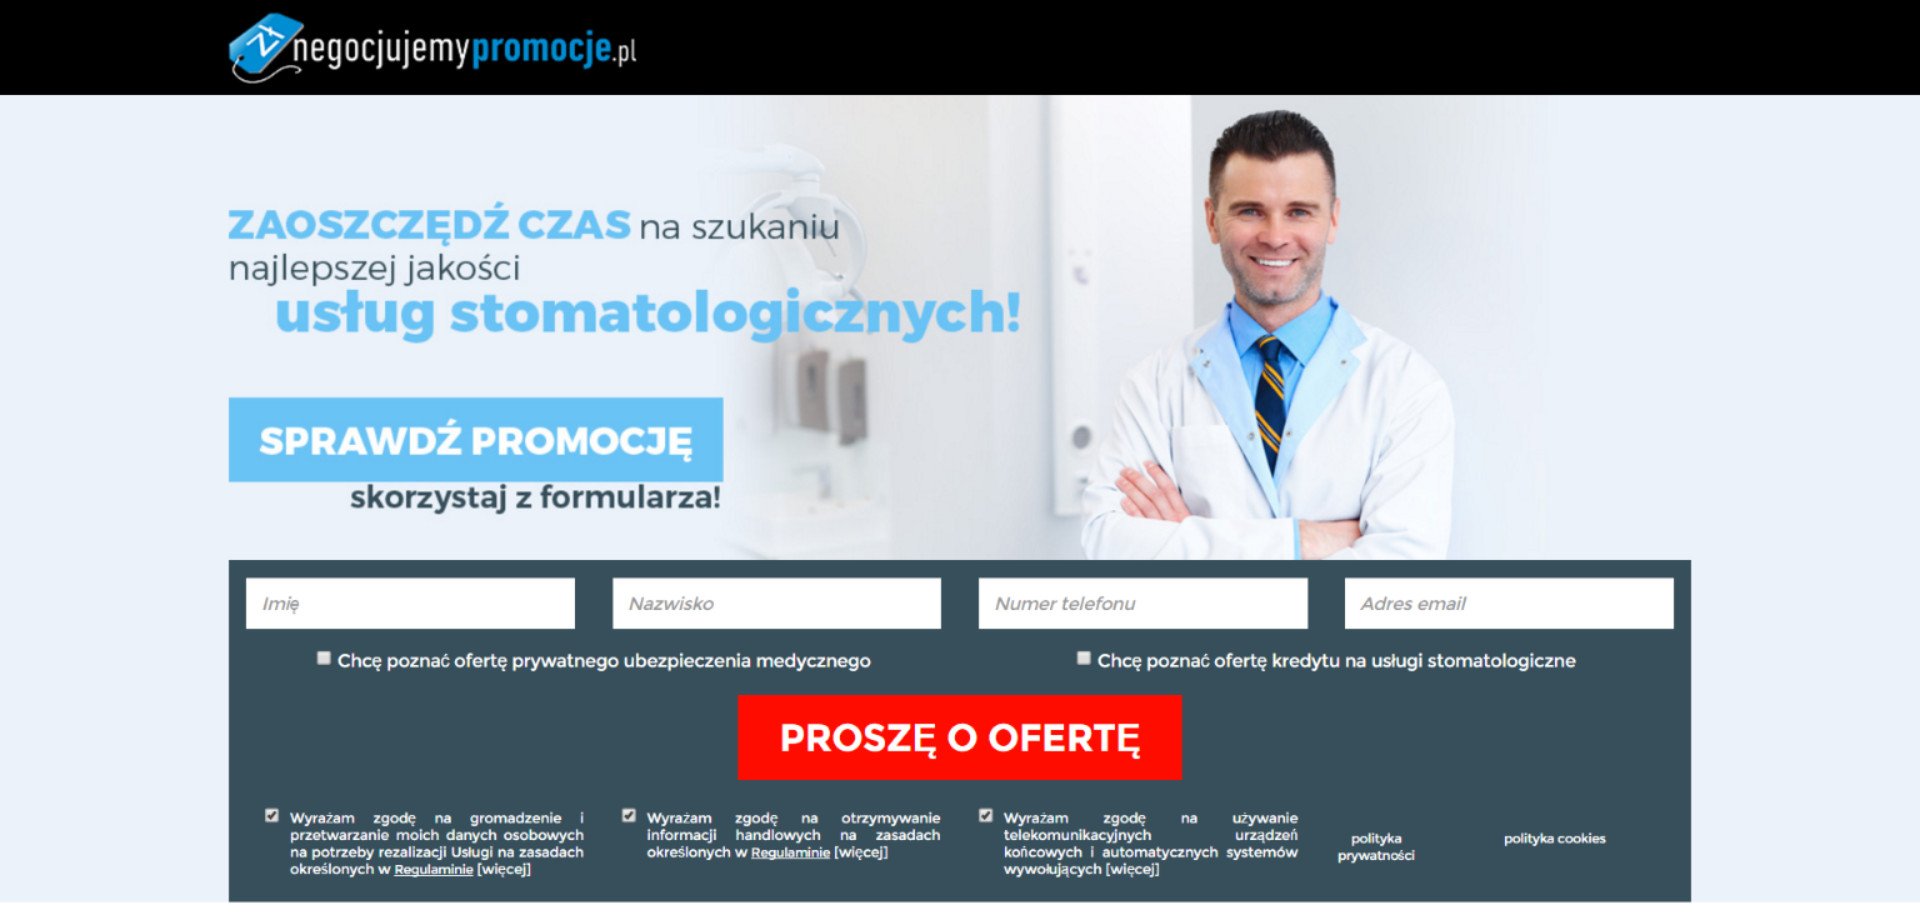 negocjujemypromocje.pl
ZAOSZCZĘDŹ CZAS na szukaniu
najlepszej jakości
usług stomatologicznych!
SPRAWDŹ PROMOCJĘ
skorzystaj z formularza!
Imię
Nazwisko
Numer telefonu
Adres email
Chcę poznać ofertę prywatnego ubezpieczenia medycznego
Chcę poznać ofertę kredytu na usługi stomatologiczne
PROSZĘ O OFERTĘ
Wyrażam zgodę na gromadzenie i
przetwarzanie moich danych osobowych
na potrzeby rezalizacji Usługi na zasadach
określonych w Regulaminie [więcej]
Wyrażam zgodę na otrzymywanie
informacji handlowych na zasadach
określonych w Regulaminie [więcej]
Wyrażam zgodę na używanie
telekomunikacyjnych urządzeń
końcowych i automatycznych systemów
wywołujących [więcej]
polityka
prywatności
polityka cookies